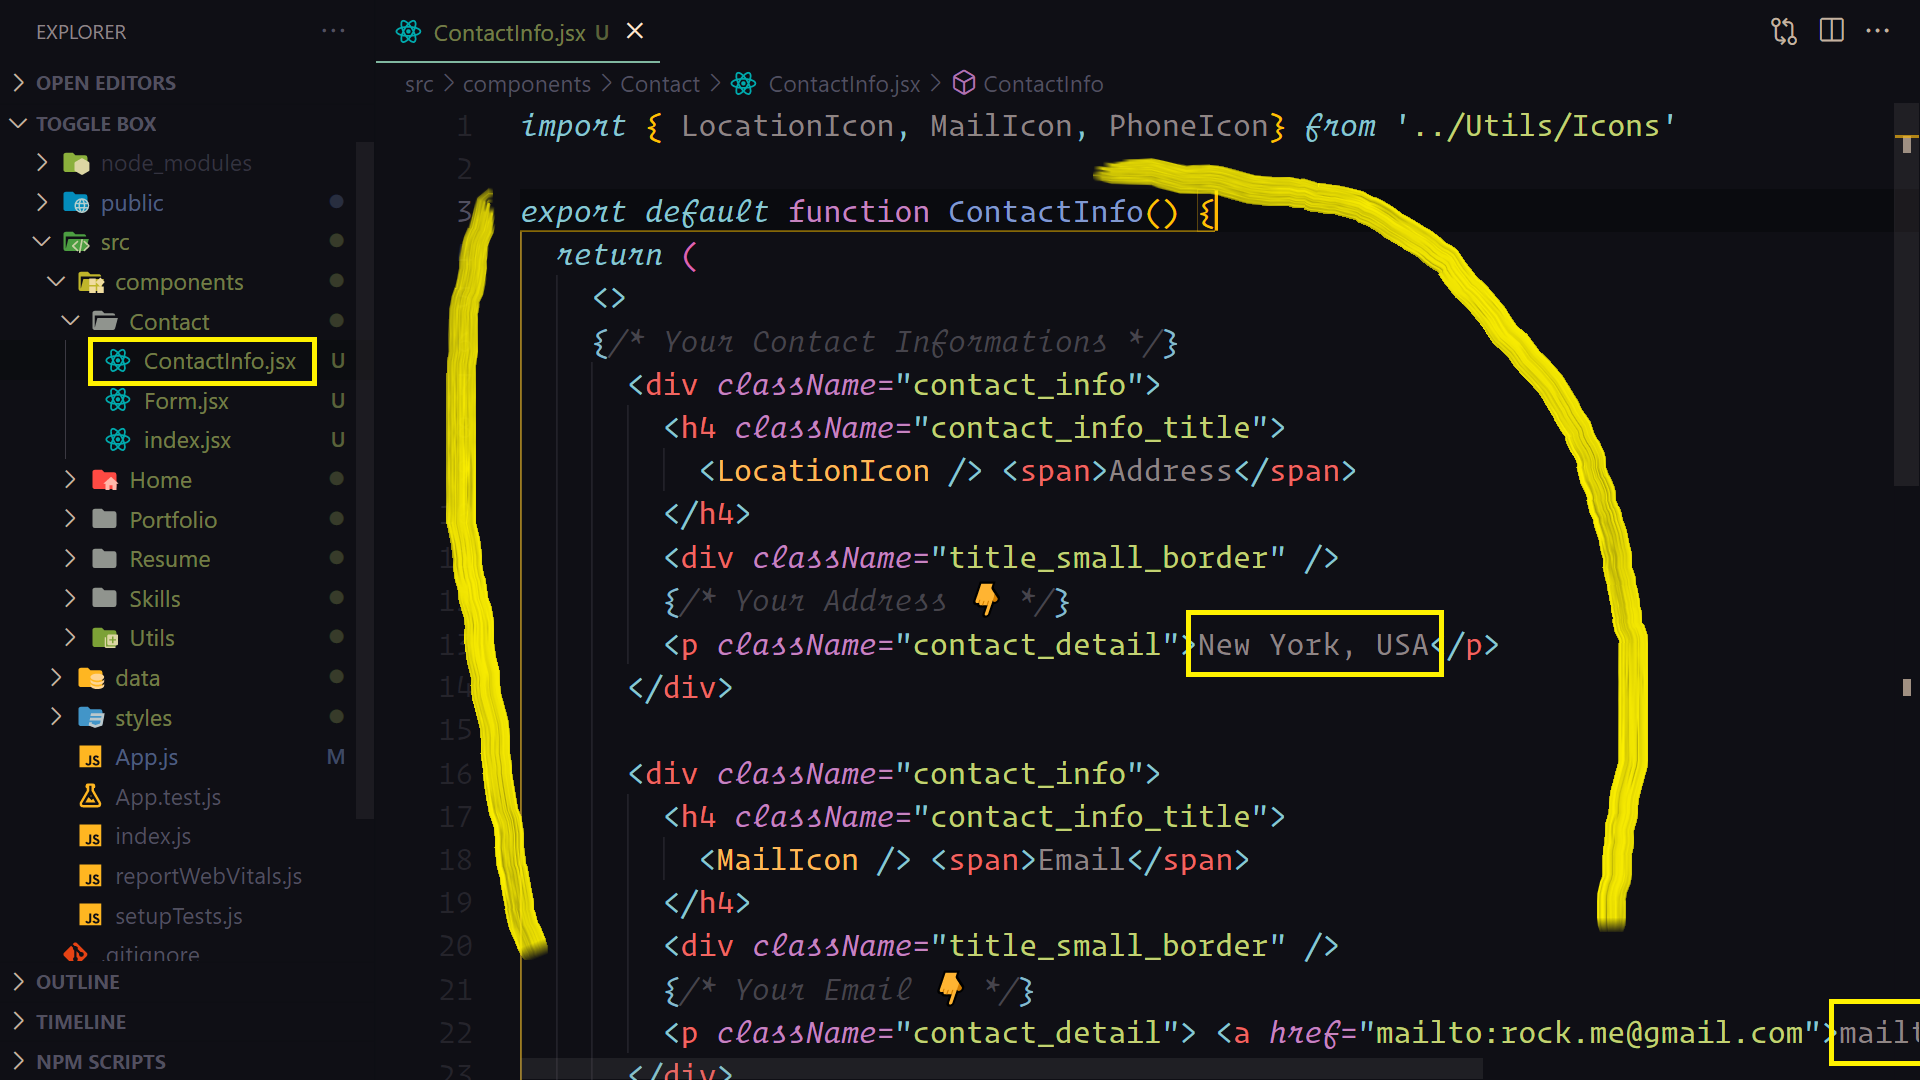 EXPLORER
OPEN EDITORS
TOGGLE BOX
node_modules
public
src
components
Contact
ContactInfo.jsx U
Form.jsx U
index.jsx U
Home
Portfolio
Resume
Skills
Utils
data
styles
App.js M
App.test.js
index.js
reportWebVitals.js
setupTests.js
.gitignore
OUTLINE
TIMELINE
NPM SCRIPTS
ContactInfo.jsx U
src > components > Contact > ContactInfo.jsx > ContactInfo
1 import { LocationIcon, MailIcon, PhoneIcon} from '../Utils/Icons'
2
3 export default function ContactInfo() {
return (
<>
{/* Your Contact Informations */}
<div className="contact_info">
<h4 className="contact_info_title">
<LocationIcon /> <span>Address</span>
</h4>
<div className="title_small_border" />
{/* Your Address 👇 */}
13 <p className="contact_detail">New York, USA</p>
14 </div>
15
16 <div className="contact_info">
17 <h4 className="contact_info_title">
18 <MailIcon /> <span>Email</span>
19 </h4>
20 <div className="title_small_border" />
21 {/* Your Email 👇 */}
22 <p className="contact_detail"> <a href="mailto:rock.me@gmail.com">mailt
23 </div>